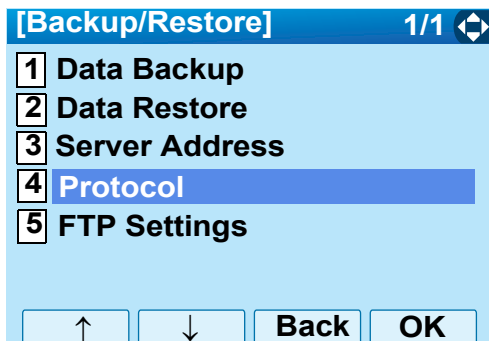 [Backup/Restore] 1/1
1 Data Backup
2 Data Restore
3 Server Address
4 Protocol
5 FTP Settings
↑ ↓ Back OK